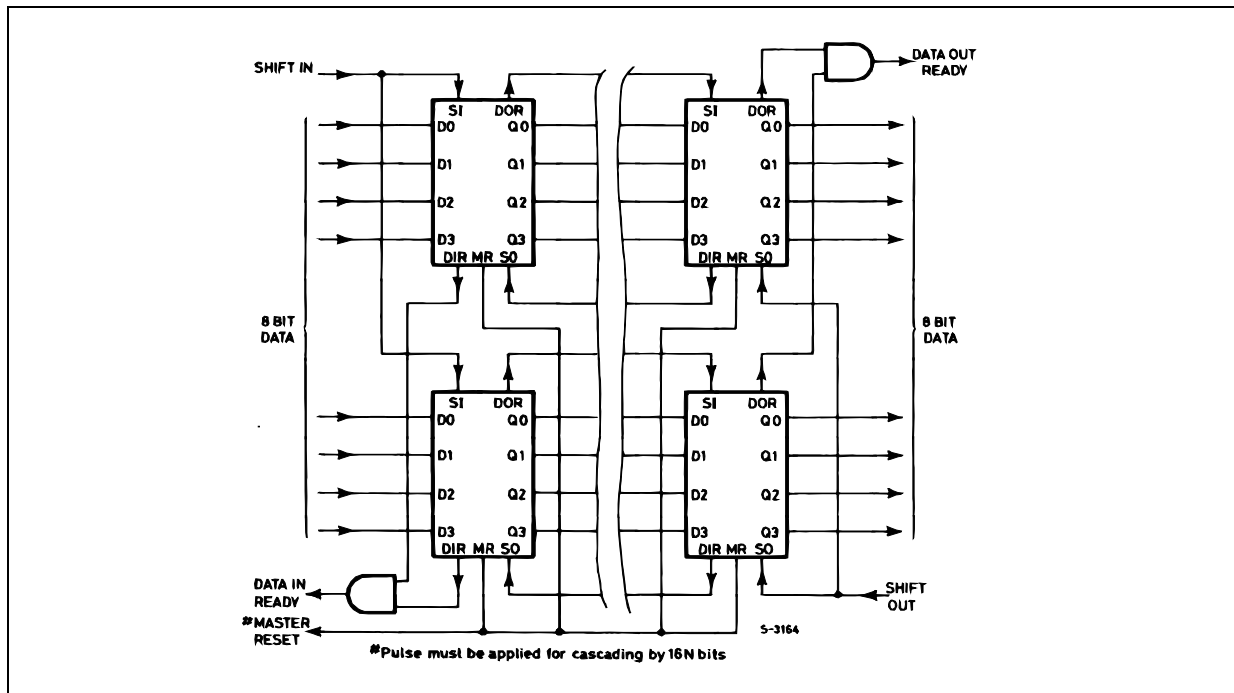 SHIFT IN
DATA OUT
READY
SI DOR
D0 Q0
D1 Q1
D2 Q2
D3 Q3
DIR MR SO
SI DOR
D0 Q0
D1 Q1
D2 Q2
D3 Q3
DIR MR SO
8 BIT
DATA
8 BIT
DATA
SI DOR
D0 Q0
D1 Q1
D2 Q2
D3 Q3
DIR MR SO
SI DOR
D0 Q0
D1 Q1
D2 Q2
D3 Q3
DIR MR SO
DATA IN
READY
SHIFT
OUT
#MASTER
RESET
S-3164
#Pulse must be applied for cascading by 16N bits